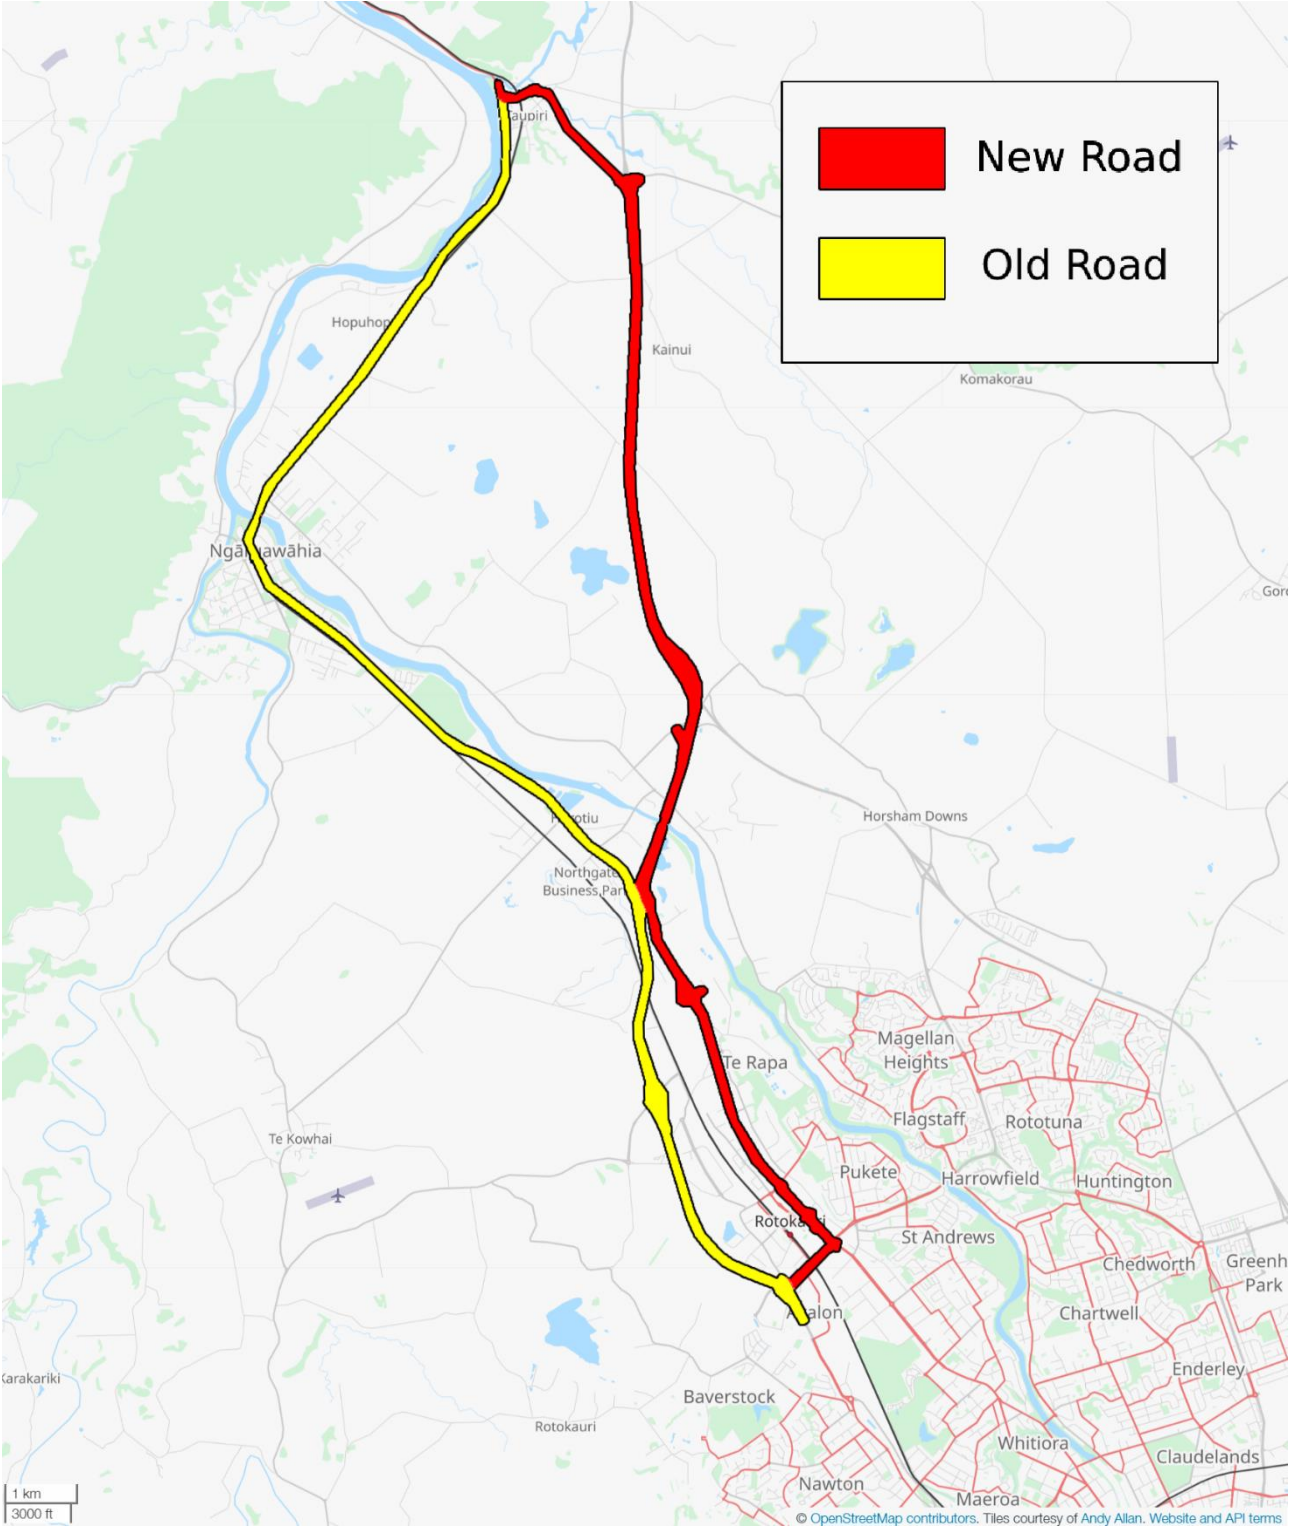 Taupiri
New Road
Old Road
Hopuhop
Kainui
Komakorau
Horsham Downs
Northgate
Business Par
Magellan
Heights
Te Rapa
Flagstaff
Rototuna
Te Kowhai
Pukete
Harrowfield
Huntington
St Andrews
Chedworth
Greenh
Park
Chartwell
Enderley
Karakariki
Baverstock
Rotokauri
Whitiora
Claudelands
Nawton
Maeroa
1 km
3000 ft
© OpenStreetMap contributors. Tiles courtesy of Andy Allan. Website and API terms